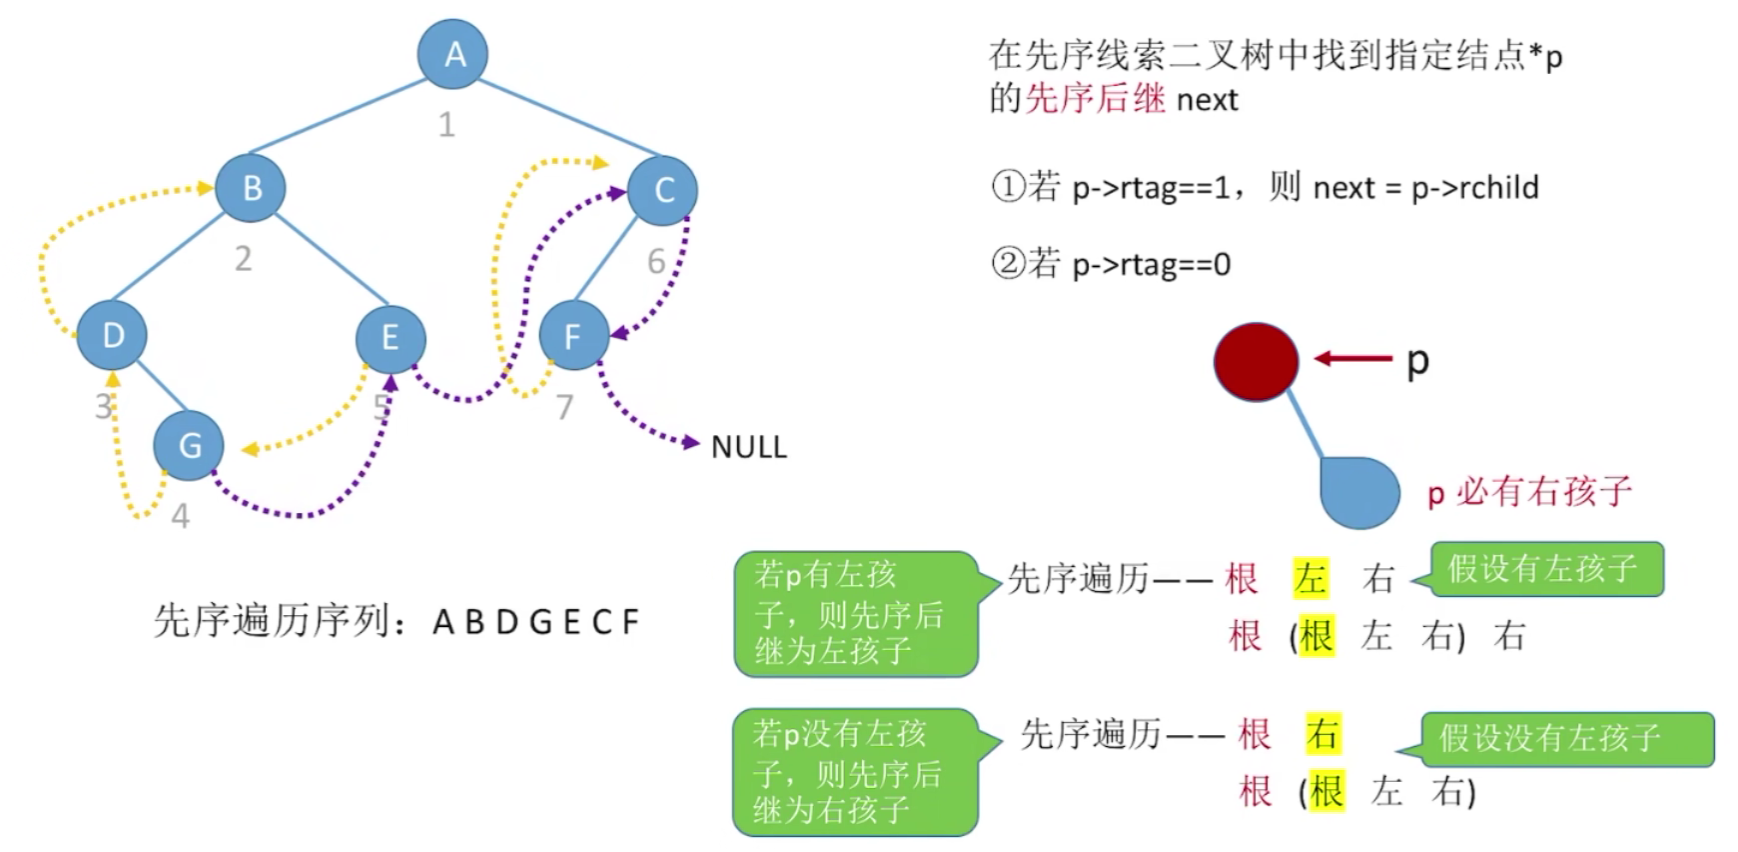 A
1
B
C
2
6
D
E
F
3
5
7
G
NULL
4
先序遍历序列：A B D G E C F
在先序线索二叉树中找到指定结点*p
的先序后继 next
①若 p->rtag==1，则 next = p->rchild
②若 p->rtag==0
p
p 必有右孩子
若p有左孩
子，则先序后
继为左孩子
先序遍历—— 根 左 右
假设有左孩子
根 (根 左 右) 右
若p没有左孩
子，则先序后
继为右孩子
先序遍历—— 根 右
假设没有左孩子
根 (根 左 右)